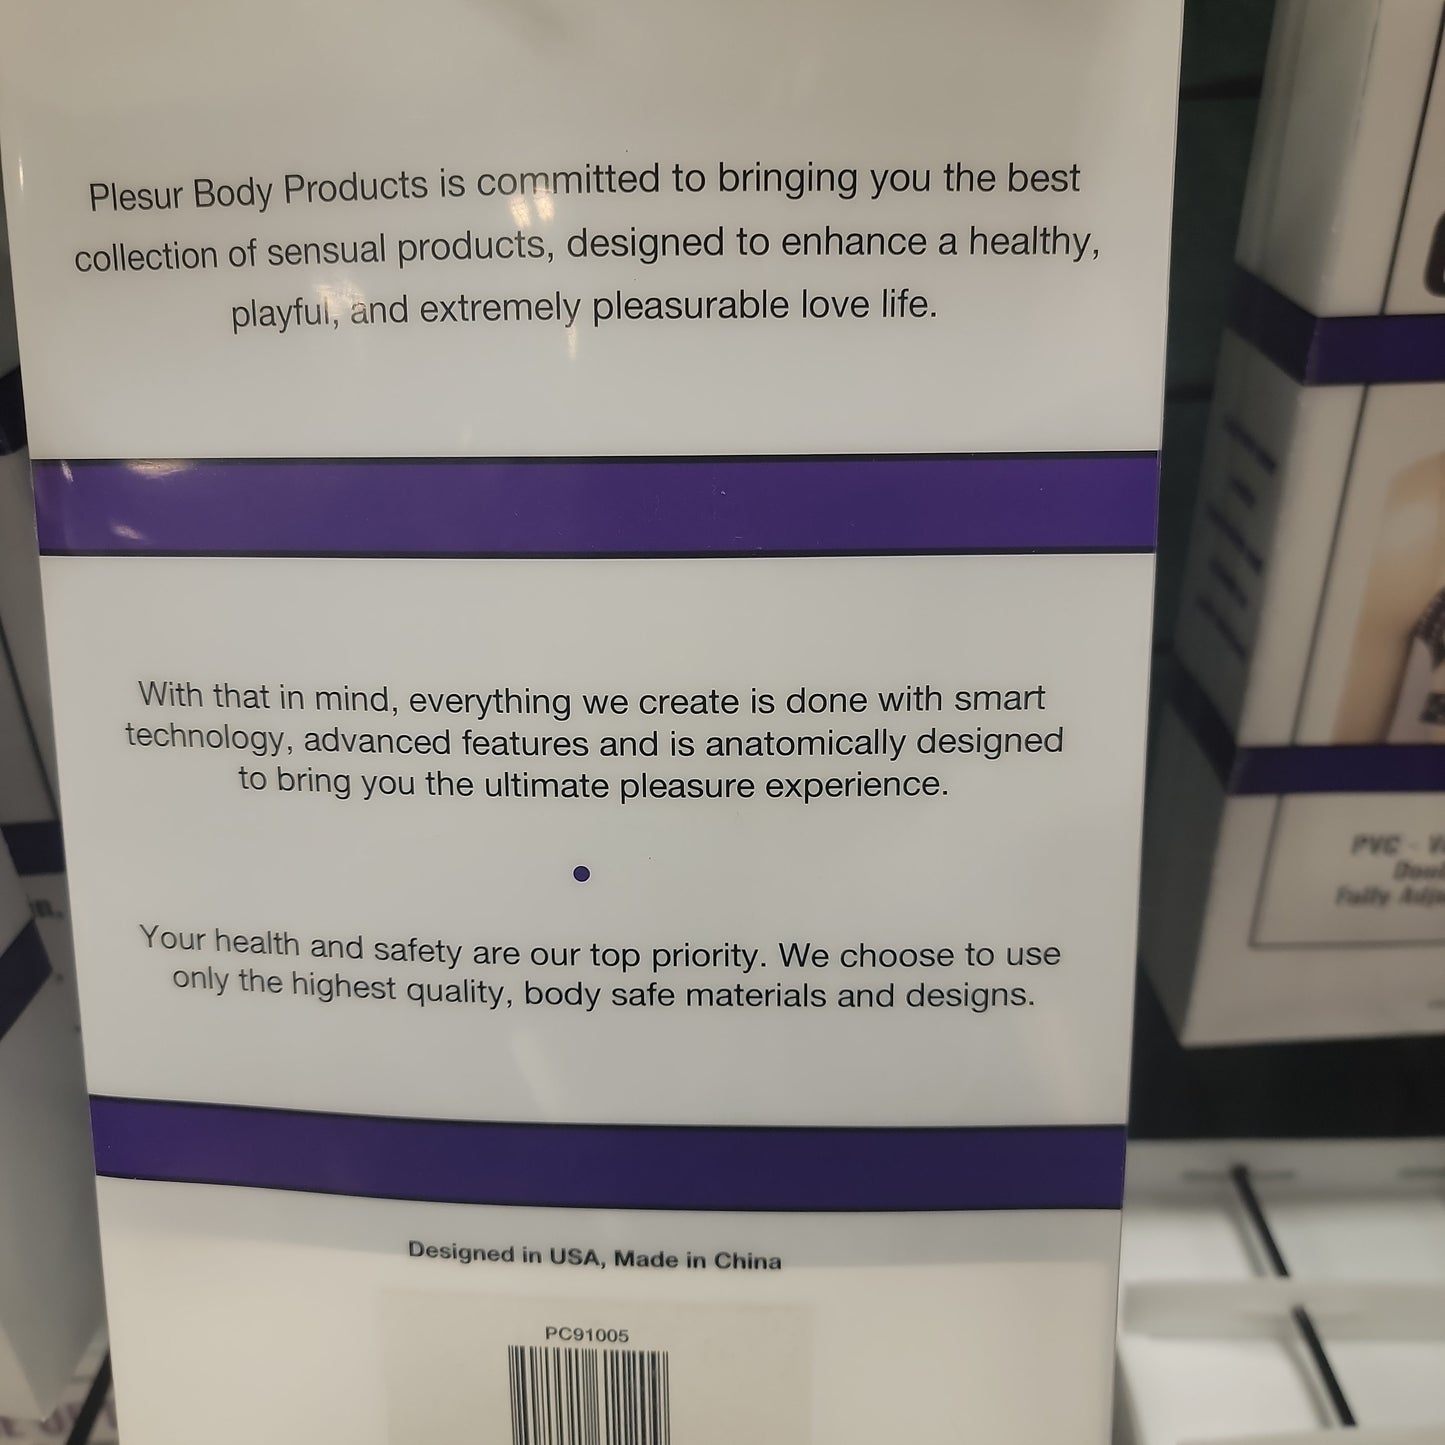 Plesur Body Products is committed to bringing you the best
collection of sensual products, designed to enhance a healthy,
playful, and extremely pleasurable love life.
With that in mind, everything we create is done with smart
technology, advanced features and is anatomically designed
to bring you the ultimate pleasure experience.
•
Your health and safety are our top priority. We choose to use
only the highest quality, body safe materials and designs.
Designed in USA, Made in China
PC91005
PVC -
Fully